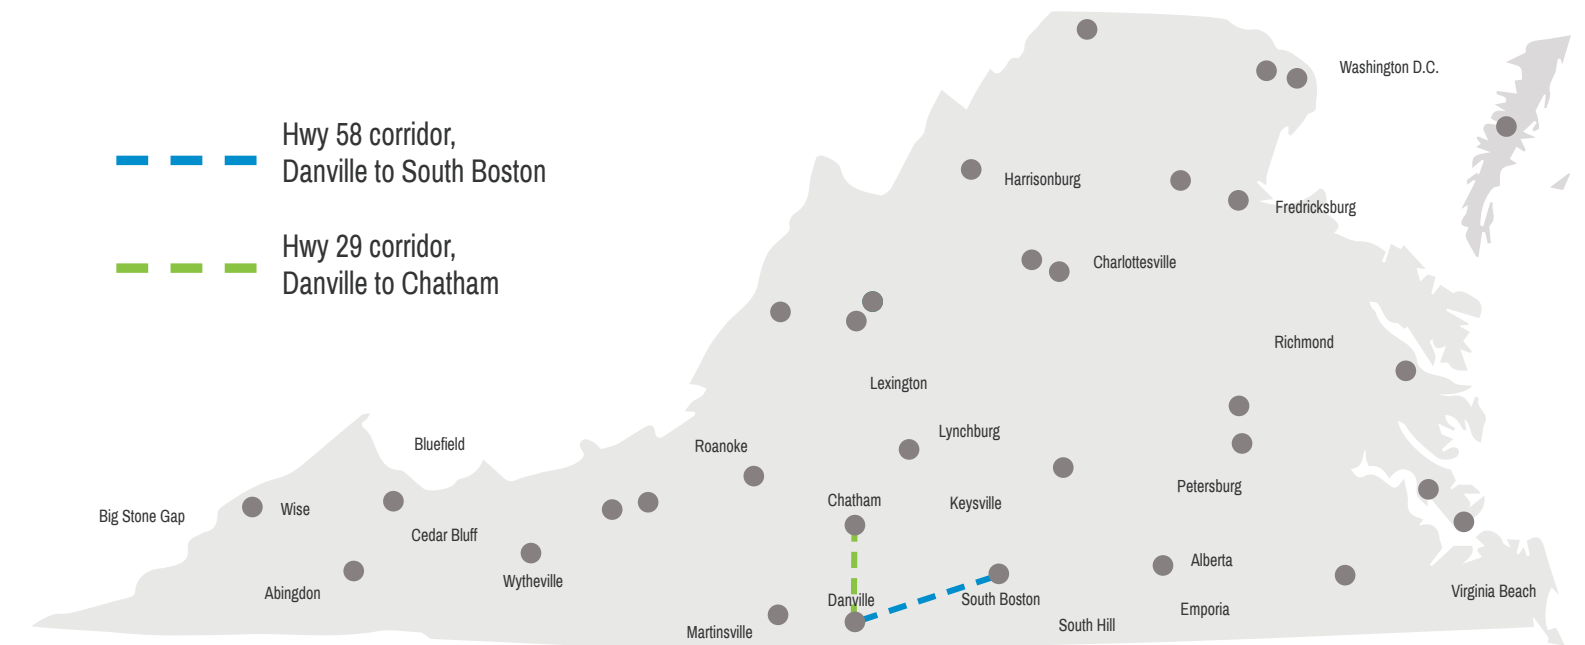 Washington D.C.
Hwy 58 corridor,
Danville to South Boston
Harrisonburg
Fredricksburg
Hwy 29 corridor,
Danville to Chatham
Charlottesville
Richmond
Lexington
Lynchburg
Bluefield
Roanoke
Petersburg
Chatham
Keysville
Wise
Big Stone Gap
Cedar Bluff
Alberta
Wytheville
Abingdon
Virginia Beach
Danville
South Boston
Emporia
South Hill
Martinsville